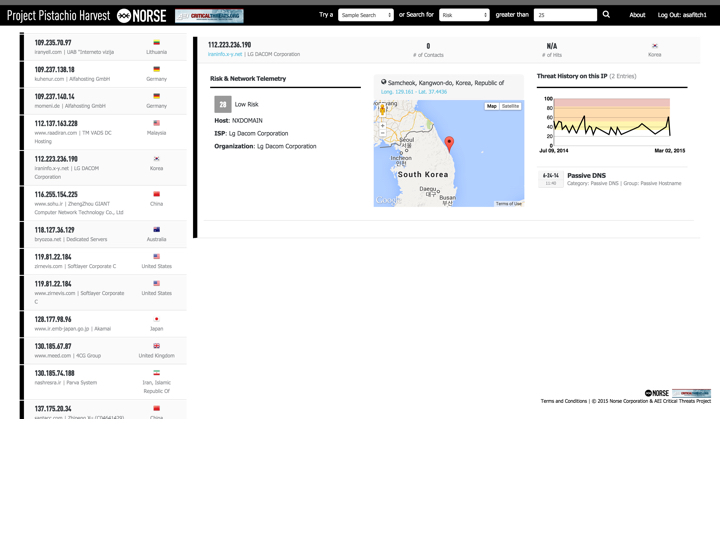 Project Pistachio Harvest NORSE CRITICALTHREATS.ORG Try a Sample Search or Search for Risk greater than 25 About Log Out: asafitch1
109.235.70.97
iranyell.com | UAB "Interneto vizija
Lithuania
109.237.138.18
kuhenur.com | Alfahosting GmbH
Germany
109.237.140.14
moneni.de | Alfahosting GmbH
Germany
112.137.163.228
www.rasatiran.com | TM VADS DC
Hosting
Malaysia
112.223.236.190
iraninfo.x-y.net | LG DACOM
Corporation
Korea
116.255.154.225
www.sohu.ir | ZhengZhou GIANT
Computer Network Technology Co., Ltd
China
118.127.36.129
bryozoa.net | Dedicated Servers
Australia
119.81.22.184
zirnevis.com | Softlayer Corporate C
United States
119.81.22.184
www.zirnevis.com | Softlayer Corporate
C
United States
128.177.98.96
www.ir.emb-japan.go.jp | Akamai
Japan
130.185.67.87
www.meed.com | 4CG Group
United Kingdom
130.185.74.188
nashresra.ir | Parva System
Iran, Islamic
Republic Of
137.175.20.34
China
112.223.236.190
iraninfo.x-y.net | LG DACOM Corporation
0
# of Contacts
N/A
# of Hits
Korea
Risk & Network Telemetry
28 Low Risk
Host: NXDOMAIN
ISP: Lg Dacom Corporation
Organization: Lg Dacom Corporation
Samcheok, Kangwon-do, Korea, Republic of
Long. 129.161 - Lat. 37.4436
Map Satellite
Seoul
서울
Incheon
인천
South Korea
Daegu
대구
Busan
부산
Google
Terms of Use
Threat History on this IP (2 Entries)
100
80
60
40
20
0
Jul 09, 2014 Mar 02, 2015
6-24-14
11:40
Passive DNS
Category: Passive DNS | Group: Passive Hostname
NORSE CRITICALTHREATS.ORG
Terms and Conditions | © 2015 Norse Corporation & AEI Critical Threats Project